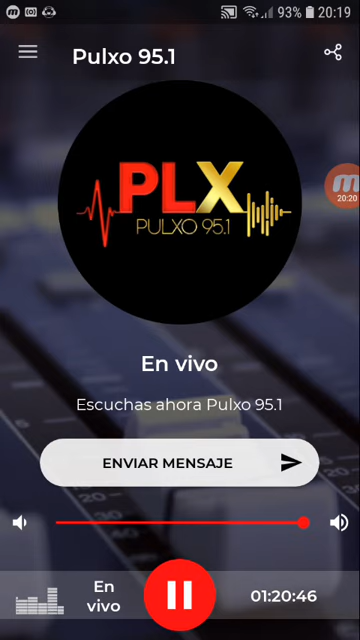 93% 20:19
Pulxo 95.1
PLX
PULXO 95.1
20:20
En vivo
Escuchas ahora Pulxo 95.1
ENVIAR MENSAJE
En
vivo
01:20:46